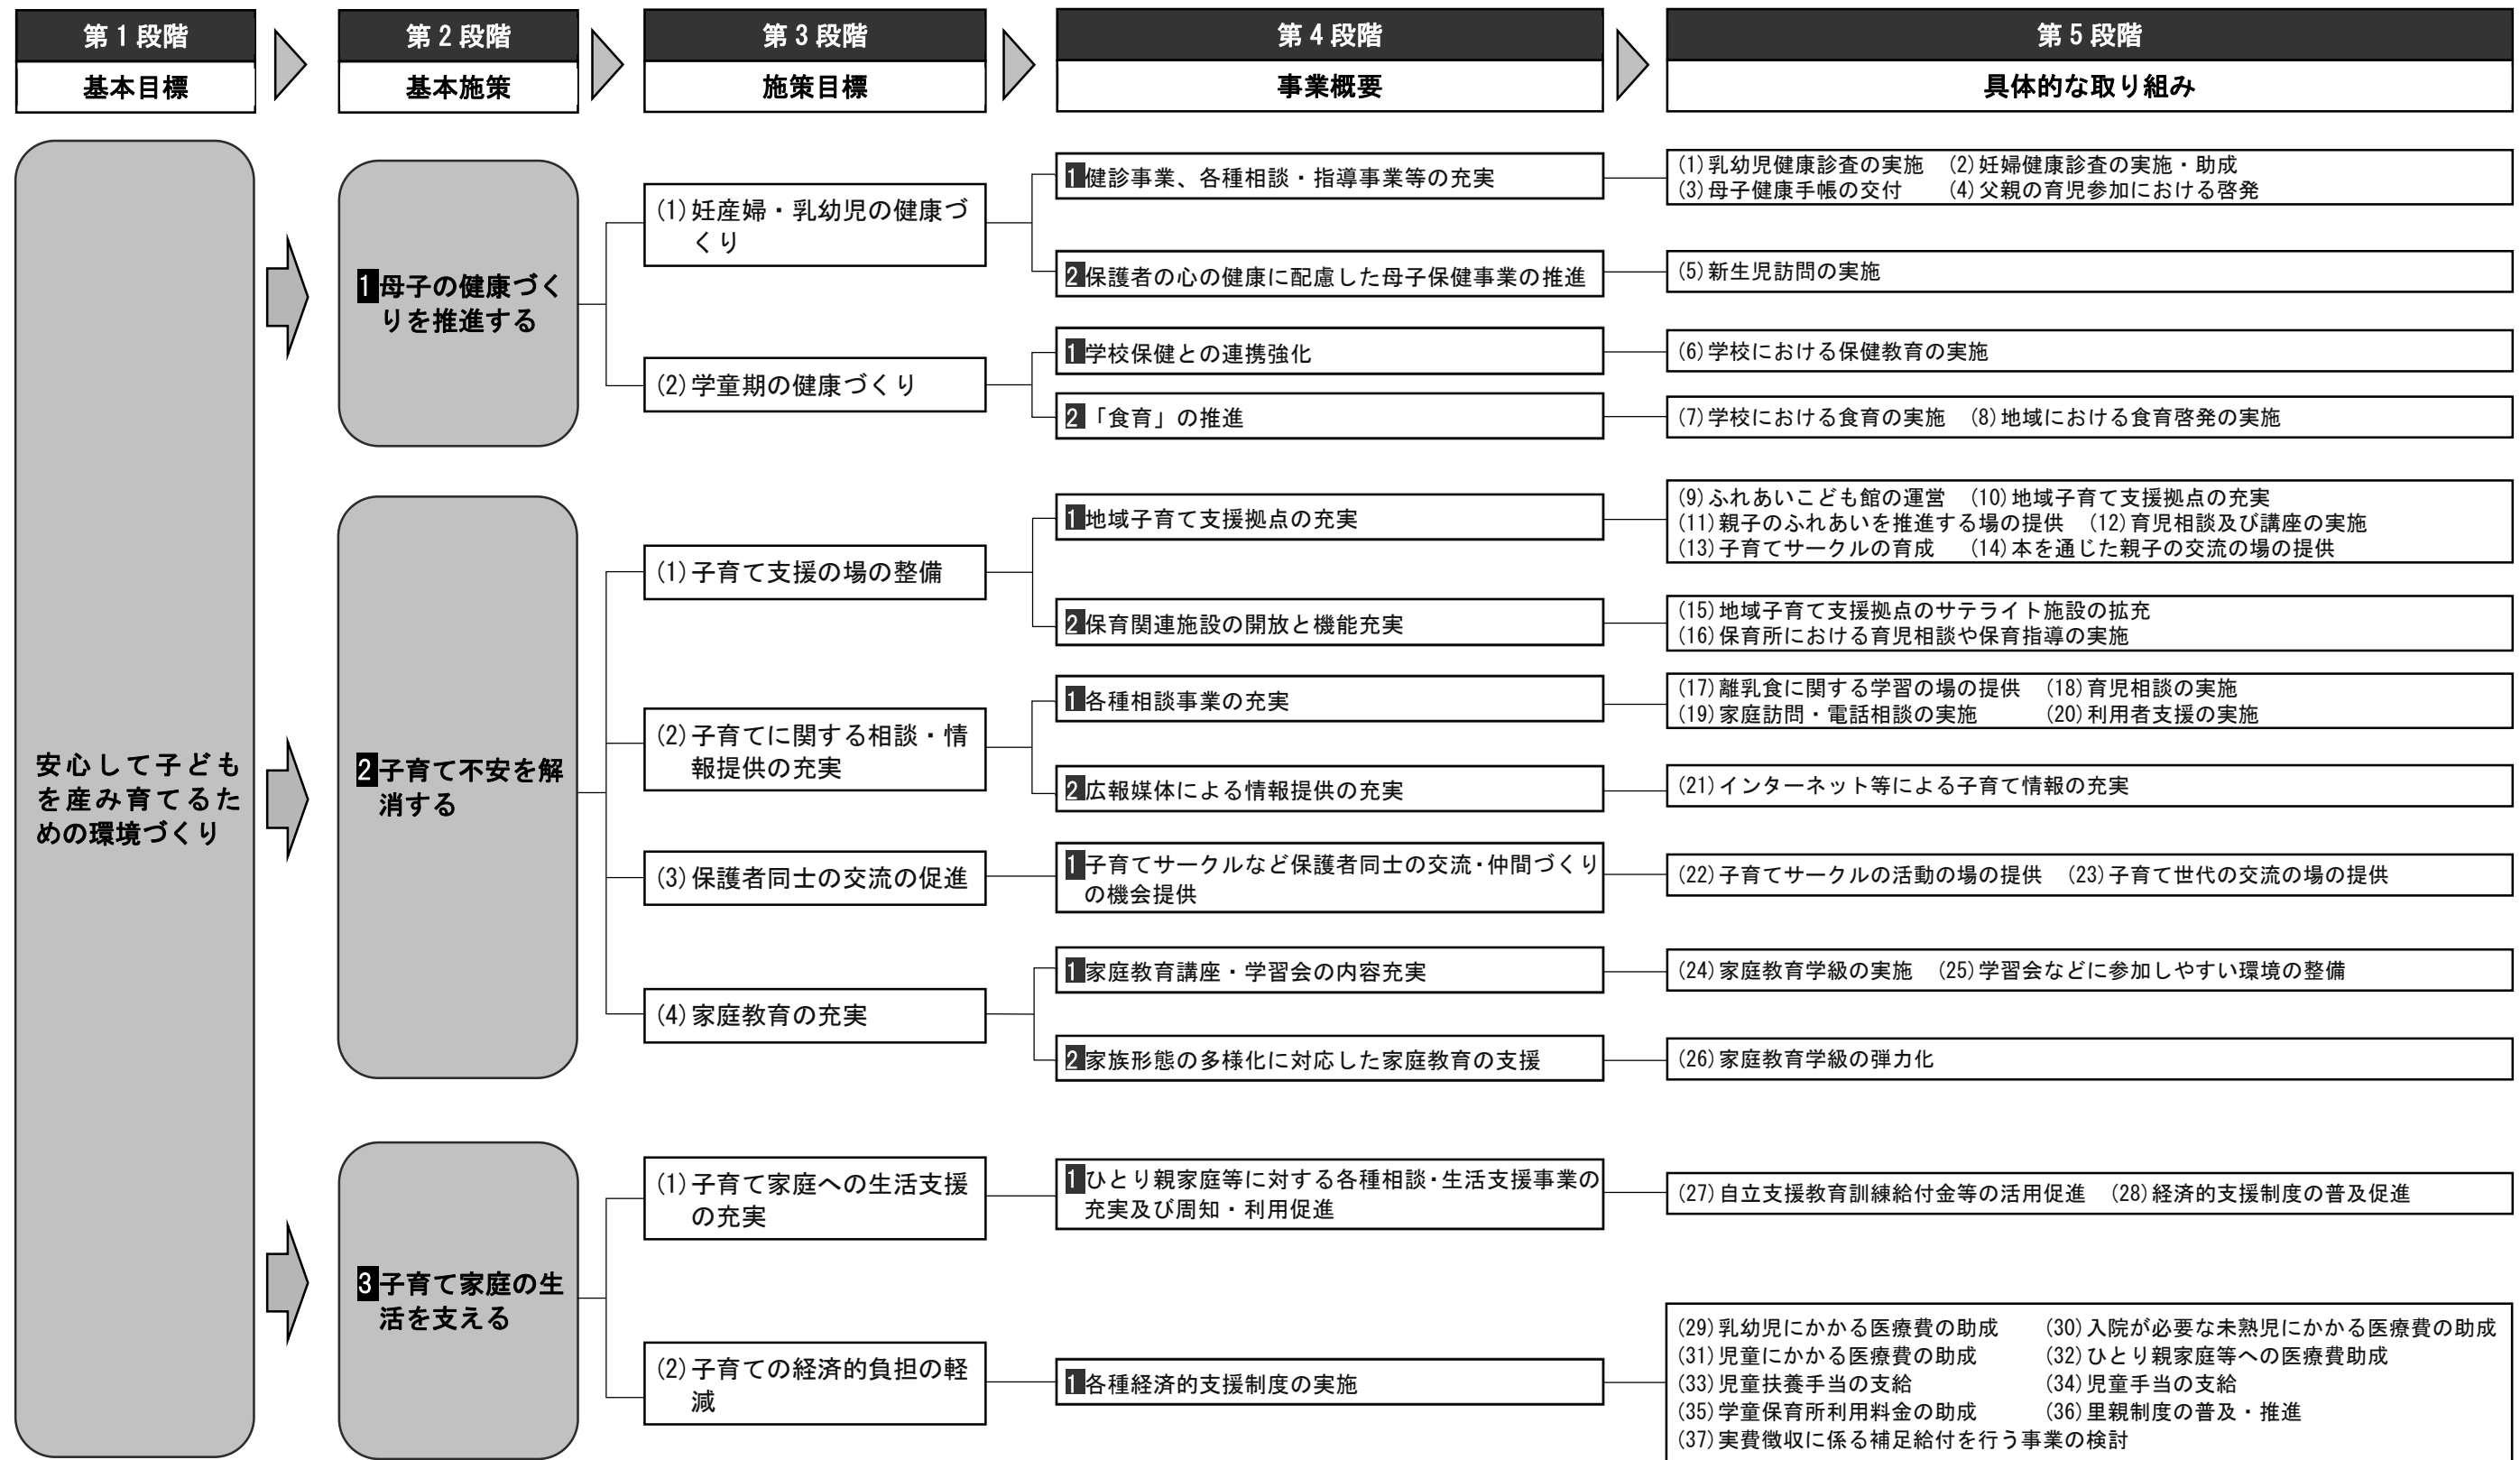 第1段階
基本目標
第2段階
基本施策
第3段階
施策目標
第4段階
事業概要
第5段階
具体的な取り組み
安心して子ども
を産み育てるた
めの環境づくり
1母子の健康づく
りを推進する
(1)妊産婦・乳幼児の健康づ
くり
1健診事業、各種相談・指導事業等の充実
(1)乳幼児健康診査の実施 (2)妊婦健康診査の実施・助成
(3)母子健康手帳の交付 (4)父親の育児参加における啓発
2保護者の心の健康に配慮した母子保健事業の推進
(5)新生児訪問の実施
(2)学童期の健康づくり
1学校保健との連携強化
(6)学校における保健教育の実施
2「食育」の推進
(7)学校における食育の実施 (8)地域における食育啓発の実施
2子育て不安を解
消する
(1)子育て支援の場の整備
1地域子育て支援拠点の充実
(9)ふれあいこども館の運営 (10)地域子育て支援拠点の充実
(11)親子のふれあいを推進する場の提供 (12)育児相談及び講座の実施
(13)子育てサークルの育成 (14)本を通じた親子の交流の場の提供
2保育関連施設の開放と機能充実
(15)地域子育て支援拠点のサテライト施設の拡充
(16)保育所における育児相談や保育指導の実施
(2)子育てに関する相談・情
報提供の充実
1各種相談事業の充実
(17)離乳食に関する学習の場の提供 (18)育児相談の実施
(19)家庭訪問・電話相談の実施 (20)利用者支援の実施
2広報媒体による情報提供の充実
(21)インターネット等による子育て情報の充実
(3)保護者同士の交流の促進
1子育てサークルなど保護者同士の交流・仲間づくり
の機会提供
(22)子育てサークルの活動の場の提供 (23)子育て世代の交流の場の提供
(4)家庭教育の充実
1家庭教育講座・学習会の内容充実
(24)家庭教育学級の実施 (25)学習会などに参加しやすい環境の整備
2家族形態の多様化に対応した家庭教育の支援
(26)家庭教育学級の弾力化
3子育て家庭の生
活を支える
(1)子育て家庭への生活支援
の充実
1ひとり親家庭等に対する各種相談・生活支援事業の
充実及び周知・利用促進
(27)自立支援教育訓練給付金等の活用促進 (28)経済的支援制度の普及促進
(2)子育ての経済的負担の軽
減
1各種経済的支援制度の実施
(29)乳幼児にかかる医療費の助成 (30)入院が必要な未熟児にかかる医療費の助成
(31)児童にかかる医療費の助成 (32)ひとり親家庭等への医療費助成
(33)児童扶養手当の支給 (34)児童手当の支給
(35)学童保育所利用料金の助成 (36)里親制度の普及・推進
(37)実費徴収に係る補足給付を行う事業の検討